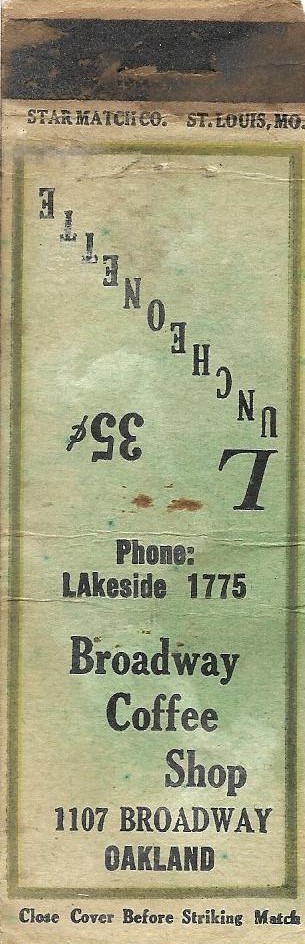 STAR MATCH CO. ST. LOUIS, MO.
LUNCHEONETTE
35¢
Phone:
LAkeside 1775
Broadway
Coffee
Shop
1107 BROADWAY
OAKLAND
Close Cover Before Striking Match